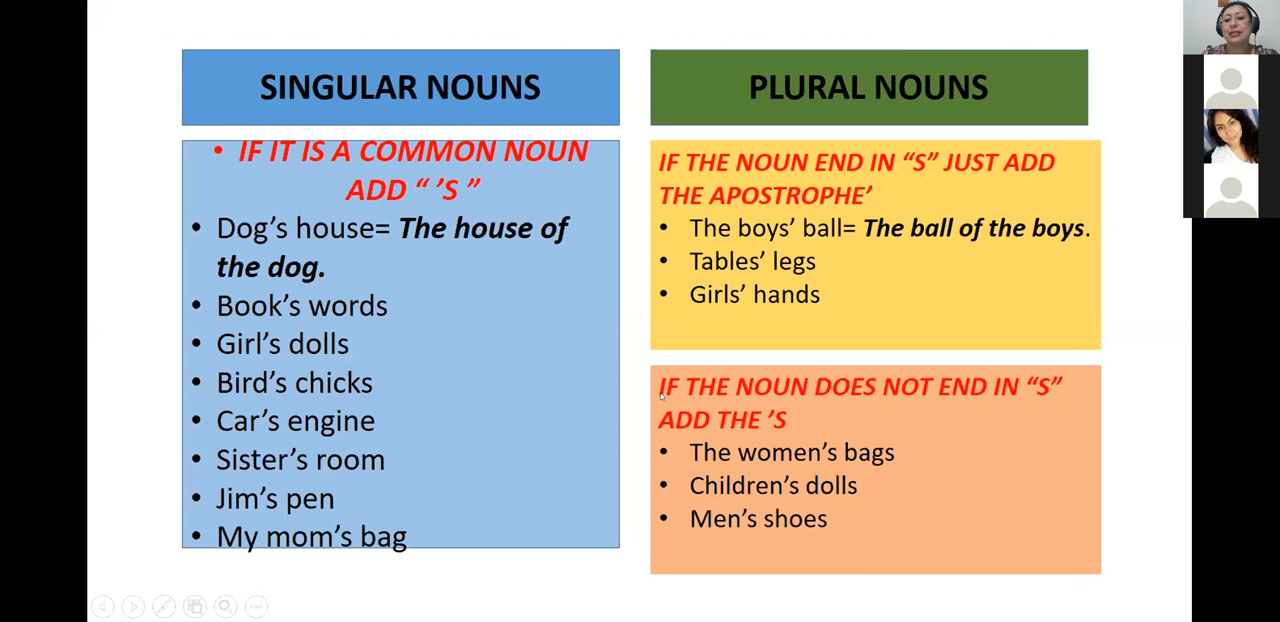 SINGULAR NOUNS
• IF IT IS A COMMON NOUN
ADD “ ’S ”
• Dog’s house= The house of
the dog.
• Book’s words
• Girl’s dolls
• Bird’s chicks
• Car’s engine
• Sister’s room
• Jim’s pen
• My mom’s bag
PLURAL NOUNS
IF THE NOUN END IN “S” JUST ADD
THE APOSTROPHE’
• The boys’ ball= The ball of the boys.
• Tables’ legs
• Girls’ hands
IF THE NOUN DOES NOT END IN “S”
ADD THE ’S
• The women’s bags
• Children’s dolls
• Men’s shoes